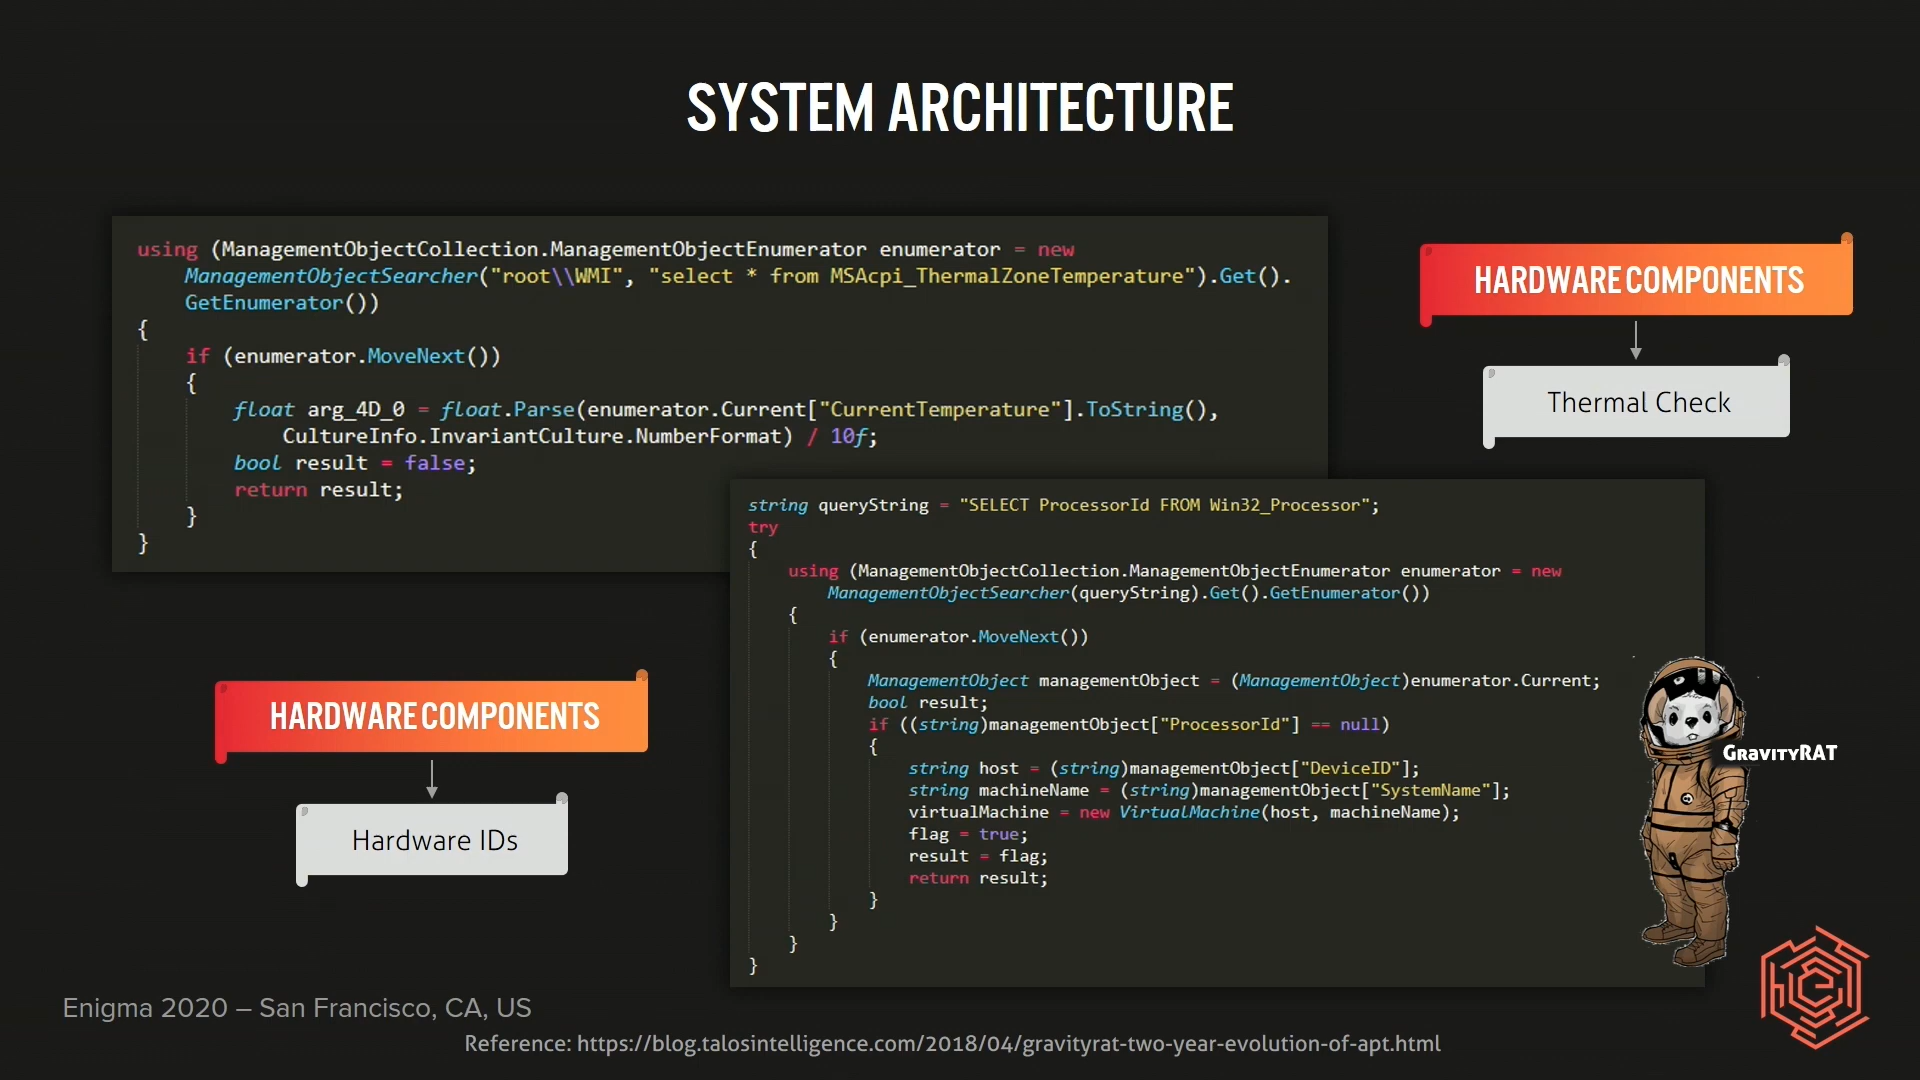 SYSTEM ARCHITECTURE
using (ManagementObjectCollection.ManagementObjectEnumerator enumerator = new
ManagementObjectSearcher("root\\WMI", "select * from MSAcpi_ThermalZoneTemperature").Get().
GetEnumerator())
{
if (enumerator.MoveNext())
{
float arg_4D_0 = float.Parse(enumerator.Current["CurrentTemperature"].ToString(),
CultureInfo.InvariantCulture.NumberFormat) / 10f;
bool result = false;
return result;
}
}
HARDWARE COMPONENTS
Thermal Check
string queryString = "SELECT ProcessorId FROM Win32_Processor";
try
{
using (ManagementObjectCollection.ManagementObjectEnumerator enumerator = new
ManagementObjectSearcher(queryString).Get().GetEnumerator())
{
if (enumerator.MoveNext())
{
ManagementObject managementObject = (ManagementObject)enumerator.Current;
bool result;
if ((string)managementObject["ProcessorId"] == null)
{
string host = (string)managementObject["DeviceID"];
string machineName = (string)managementObject["SystemName"];
virtualMachine = new VirtualMachine(host, machineName);
flag = true;
result = flag;
return result;
}
}
}
}
HARDWARE COMPONENTS
Hardware IDs
GRAVITYRAT
Enigma 2020 – San Francisco, CA, US
Reference: https://blog.talosintelligence.com/2018/04/gravityrat-two-year-evolution-of-apt.html